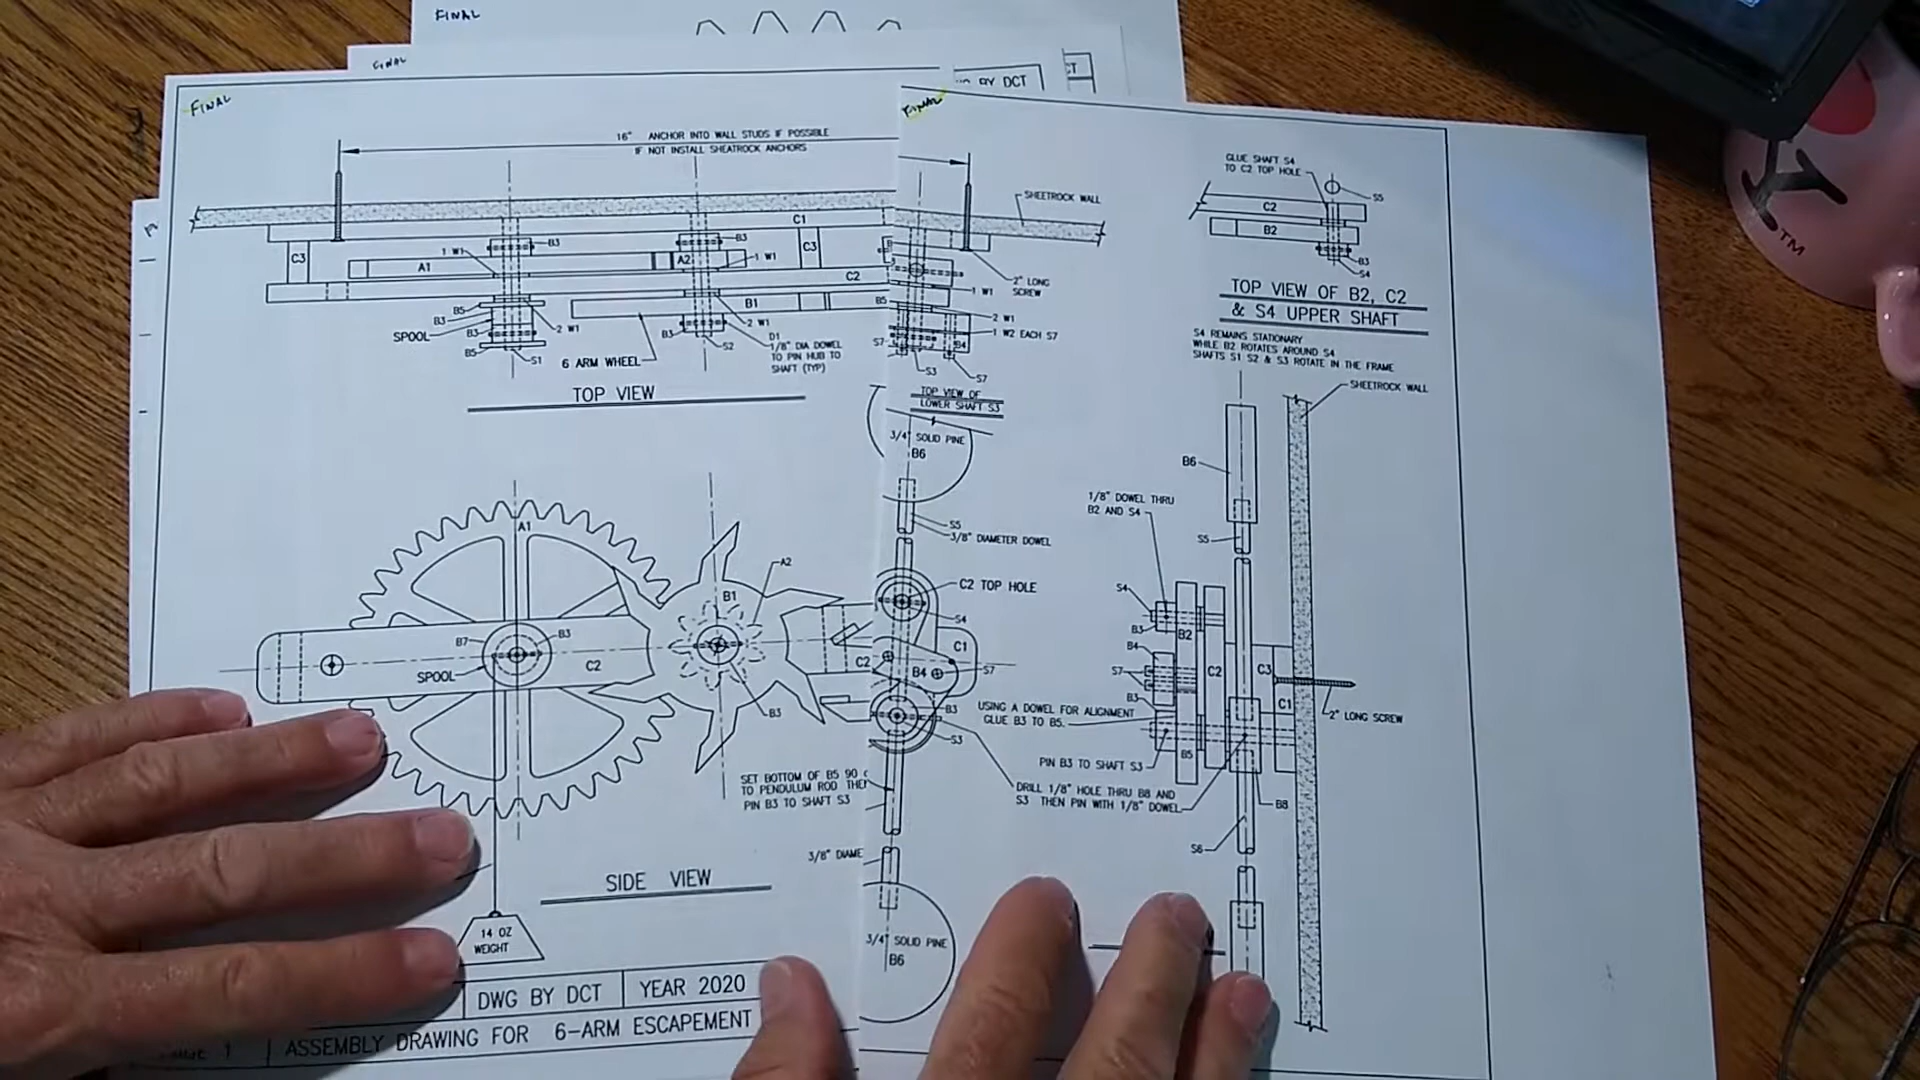 FINAL
FINAL
FINAL
FINAL
BY DCT
CT
16" ANCHOR INTO WALL STUDS IF POSSIBLE
IF NOT INSTALL SHEATROCK ANCHORS
SHEETROCK WALL
C1
B3
B3
C3
1 W1
A1
A2
1 W1
C3
C2
B5
B3
B3
B5
SPOOL
2 W1
S1
B1
B3
2 W1
S2
6 ARM WHEEL
D1
1/8" DIA DOWEL
TO PIN HUB TO
SHAFT (TYP)
TOP VIEW
2" LONG
SCREW
1 W1
B5
2 W1
1 W2 EACH S7
S7
B4
S3
S7
TOP VIEW OF
LOWER SHAFT S3
GLUE SHAFT S4
TO C2 TOP HOLE
S5
C2
B2
B3
S4
TOP VIEW OF B2, C2
& S4 UPPER SHAFT
S4 REMAINS STATIONARY
WHILE B2 ROTATES AROUND S4
SHAFTS S1 S2 & S3 ROTATE IN THE FRAME
SHEETROCK WALL
3/4" SOLID PINE
B6
S5
3/8" DIAMETER DOWEL
C2 TOP HOLE
S4
C1
C2
B4
S7
B3
S3
A1
B7
B3
SPOOL
C2
B1
A2
B3
USING A DOWEL FOR ALIGNMENT
GLUE B3 TO B5.
PIN B3 TO SHAFT S3
DRILL 1/8" HOLE THRU B8 AND
S3 THEN PIN WITH 1/8" DOWEL
SET BOTTOM OF B5 90
TO PENDULUM ROD THEN
PIN B3 TO SHAFT S3
3/8" DIAME
3/4" SOLID PINE
B6
14 OZ
WEIGHT
SIDE VIEW
B6
1/8" DOWEL THRU
B2 AND S4
S5
S4
B3
B2
B4
S7
B3
C2
C3
C1
2" LONG SCREW
B5
B8
S6
DWG BY DCT
YEAR 2020
1
ASSEMBLY DRAWING FOR 6-ARM ESCAPEMENT
Y
TM